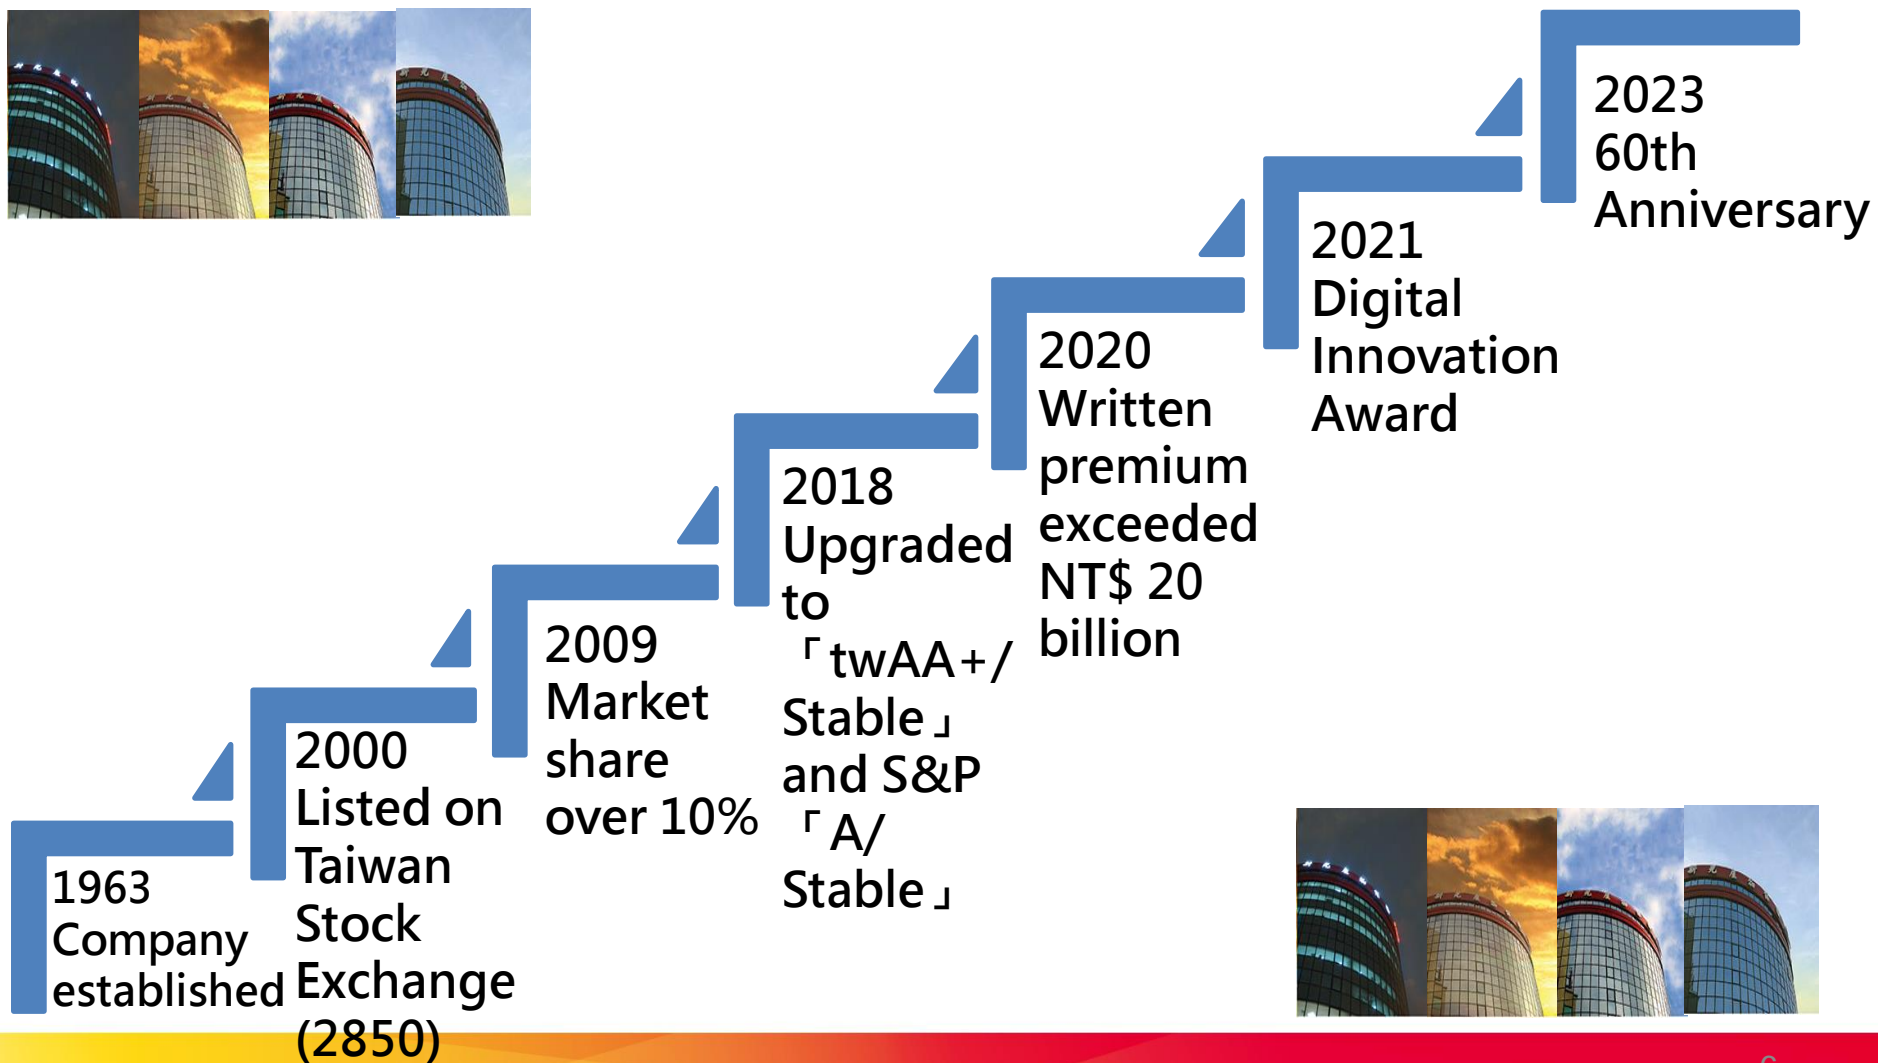 1963
Company
established
2000
Listed on
Taiwan
Stock
Exchange
(2850)
2009
Market
share
over 10%
2018
Upgraded
to
「twAA+/
Stable」
and S&P
「A/
Stable」
2020
Written
premium
exceeded
NT$ 20
billion
2021
Digital
Innovation
Award
2023
60th
Anniversary